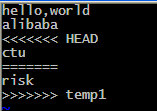 hello,world
alibaba
<<<<<<< HEAD
ctu
=======
risk
>>>>>>> temp1
~